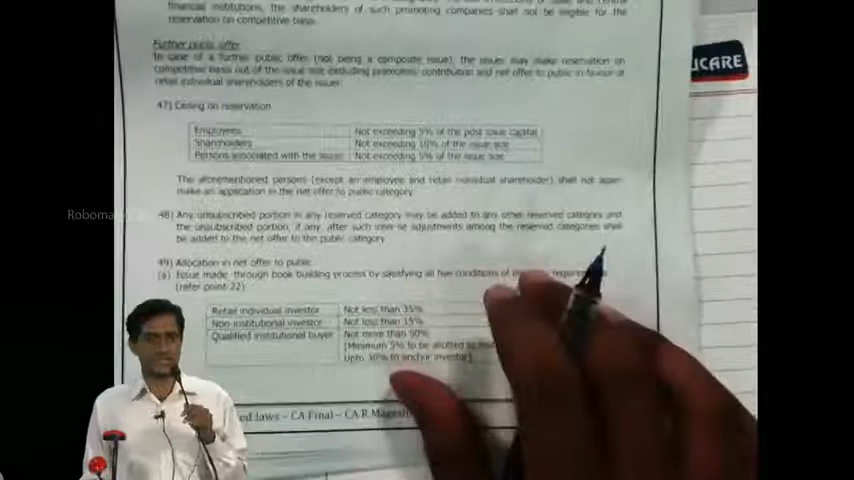 financial institutions, the shareholders of such promoting companies shall not be eligible for the
reservation on competitive basis.
Further public offer
In case of a further public offer (not being a composite issue), the issuer may make reservation on
competitive basis out of the issue size excluding promoters' contribution and net offer to public in favour of
retail individual shareholders of the issuer.
47) Ceiling on reservation
Employees Not exceeding 5% of the post issue capital
Shareholders Not exceeding 10% of the issue size
Persons associated with the issuer Not exceeding 5% of the issue size
The aforementioned persons (except an employee and retail individual shareholder) shall not
make an application in the net offer to public category.
48) Any unsubscribed portion in any reserved category may be added to any other reserved category and
the unsubscribed portion, if any, after such inter-se adjustments among the reserved categories shall
be added to the net offer to the public category.
49) Allocation in net offer to public
(a) Issue made through book building process by satisfying all five conditions of
(refer point 22)
Retail individual investor Not less than 35%
Non-institutional investor Not less than 15%
Qualified institutional buyer Not more than 50%
[Minimum 5% to be allotted to
Upto 30% to anchor investor]
ed laws – CA Final – CA R
UCARE
Roboma